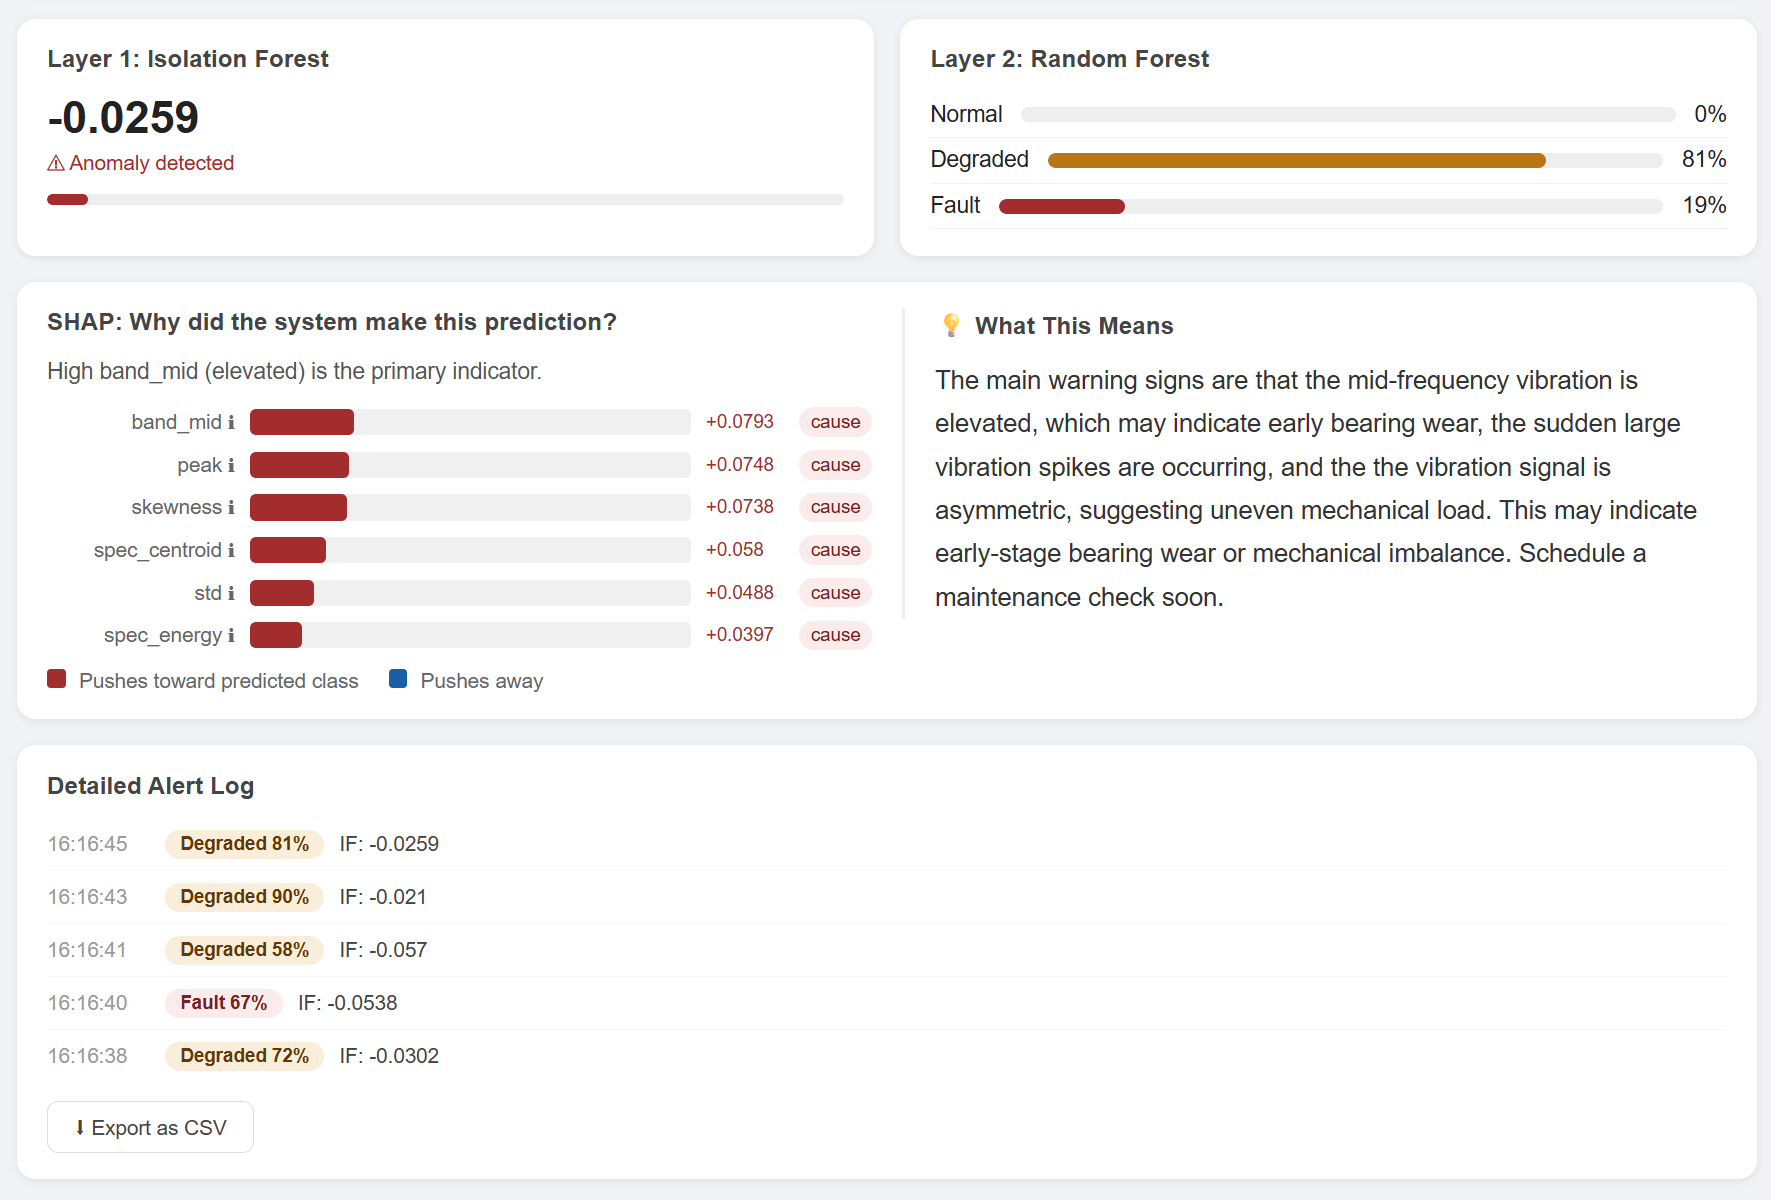 Layer 1: Isolation Forest
-0.0259
⚠ Anomaly detected
Layer 2: Random Forest
Normal 0%
Degraded 81%
Fault 19%
SHAP: Why did the system make this prediction?
High band_mid (elevated) is the primary indicator.
band_mid ℹ +0.0793 cause
peak ℹ +0.0748 cause
skewness ℹ +0.0738 cause
spec_centroid ℹ +0.058 cause
std ℹ +0.0488 cause
spec_energy ℹ +0.0397 cause
Pushes toward predicted class Pushes away
💡 What This Means
The main warning signs are that the mid-frequency vibration is
elevated, which may indicate early bearing wear, the sudden large
vibration spikes are occurring, and the the vibration signal is
asymmetric, suggesting uneven mechanical load. This may indicate
early-stage bearing wear or mechanical imbalance. Schedule a
maintenance check soon.
Detailed Alert Log
16:16:45 Degraded 81% IF: -0.0259
16:16:43 Degraded 90% IF: -0.021
16:16:41 Degraded 58% IF: -0.057
16:16:40 Fault 67% IF: -0.0538
16:16:38 Degraded 72% IF: -0.0302
⬇ Export as CSV